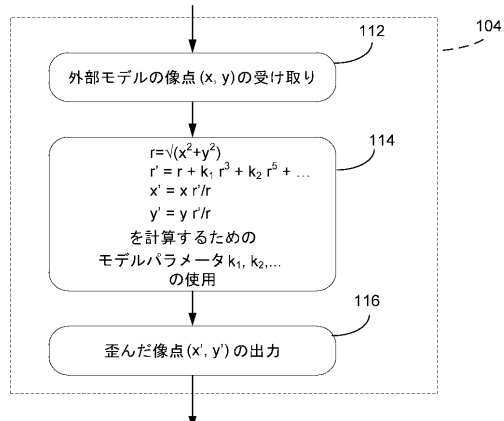 104
112
外部モデルの像点 (x, y) の受け取り
114
r=√(x²+y²)
r' = r + k₁ r³ + k₂ r⁵ + …
x' = x r'/r
y' = y r'/r
を計算するための
モデルパラメータ k₁, k₂,…
の使用
116
歪んだ像点 (x', y') の出力